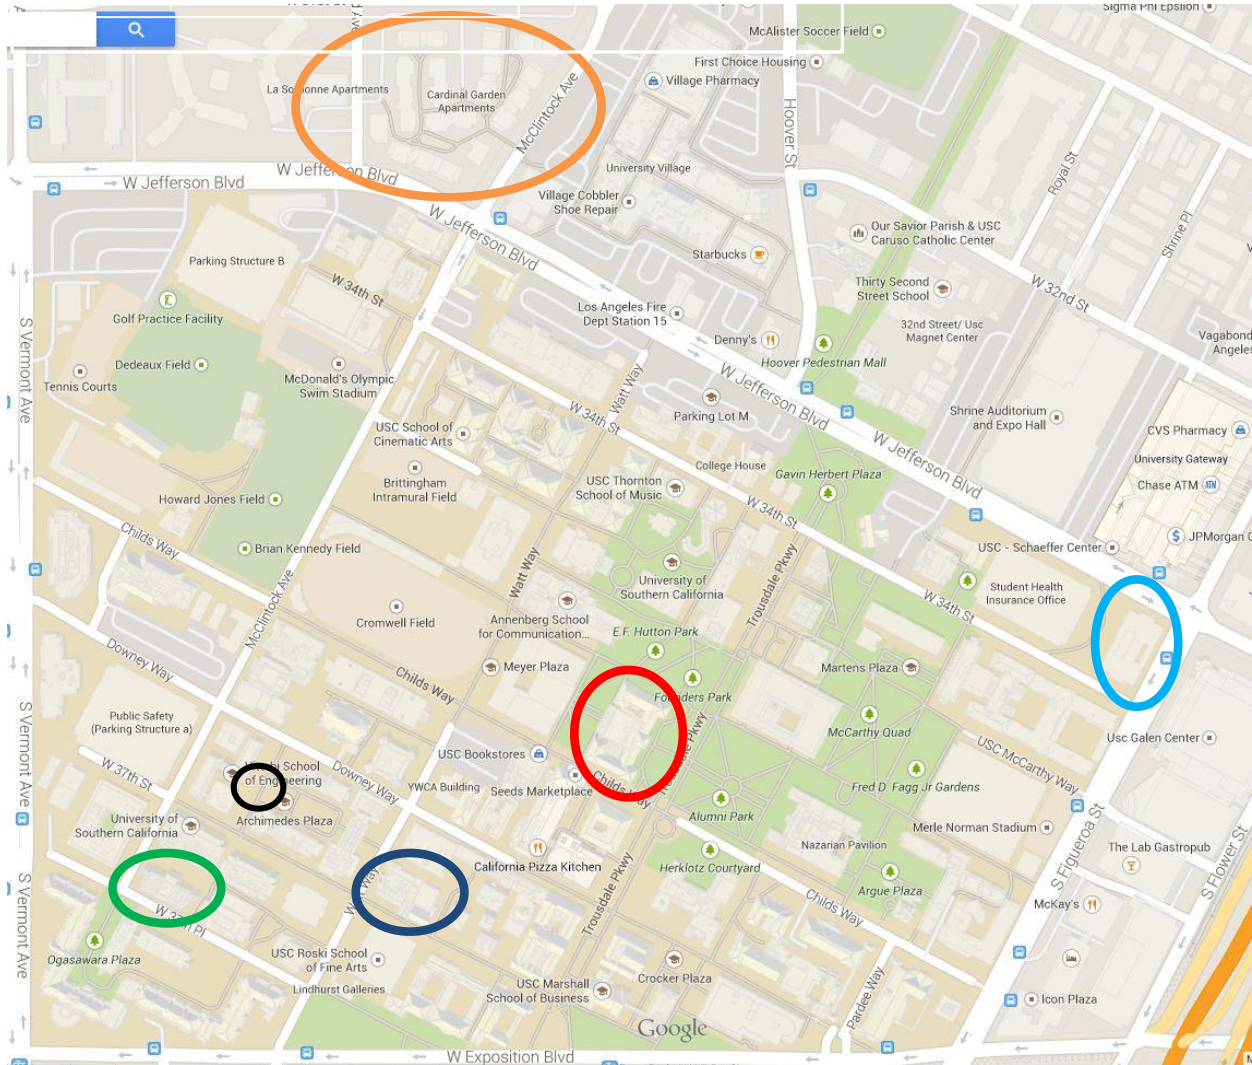 Sigma Phi Epsilon
McAlister Soccer Field
First Choice Housing
Village Pharmacy
La Sorbonne Apartments
Cardinal Garden
Apartments
McClintock Ave
Hoover St
University Village
W Jefferson Blvd
W Jefferson Blvd
Royal St
Village Cobbler
Shoe Repair
W Jefferson Blvd
Our Savior Parish & USC
Caruso Catholic Center
Shrine Pl
Starbucks
Parking Structure B
W 34th St
Thirty Second
Street School
W 32nd St
Golf Practice Facility
Los Angeles Fire
Dept Station 15
32nd Street/ Usc
Magnet Center
Denny's
Hoover Pedestrian Mall
S Vermont Ave
Dedeaux Field
Tennis Courts
McDonald's Olympic
Swim Stadium
Watt Way
W Jefferson Blvd
W 34th St
Parking Lot M
Shrine Auditorium
and Expo Hall
USC School of
Cinematic Arts
W Jefferson Blvd
CVS Pharmacy
University Gateway
Chase ATM
ATM
College House
Gavin Herbert Plaza
Brittingham
Intramural Field
USC Thornton
School of Music
Howard Jones Field
W 34th St
Childs Way
Brian Kennedy Field
USC - Schaeffer Center
$
Watt Way
Trousdale Pkwy
University of
Southern California
Student Health
Insurance Office
W 34th St
McClintock Ave
Cromwell Field
Annenberg School
for Communication...
E.F. Hutton Park
Downey Way
Meyer Plaza
Childs Way
Martens Plaza
Founders Park
S Vermont Ave
Public Safety
(Parking Structure a)
McCarthy Quad
Usc Galen Center
USC Bookstores
Trousdale Pkwy
USC McCarthy Way
W 37th St
School
of Engineering
Downey Way
YWCA Building
Seeds Marketplace
Childs Way
Fred D. Fagg Jr Gardens
University of
Southern California
Archimedes Plaza
Alumni Park
Merle Norman Stadium
S Figueroa St
Nazarian Pavilion
The Lab Gastropub
S Flower St
California Pizza Kitchen
Herklotz Courtyard
Argue Plaza
S Vermont Ave
Way
Trousdale Pkwy
Childs Way
McKay's
W 37th Pl
Ogasawara Plaza
USC Roski School
of Fine Arts
Lindhurst Galleries
USC Marshall
School of Business
Crocker Plaza
Pardee Way
Icon Plaza
Google
W Exposition Blvd